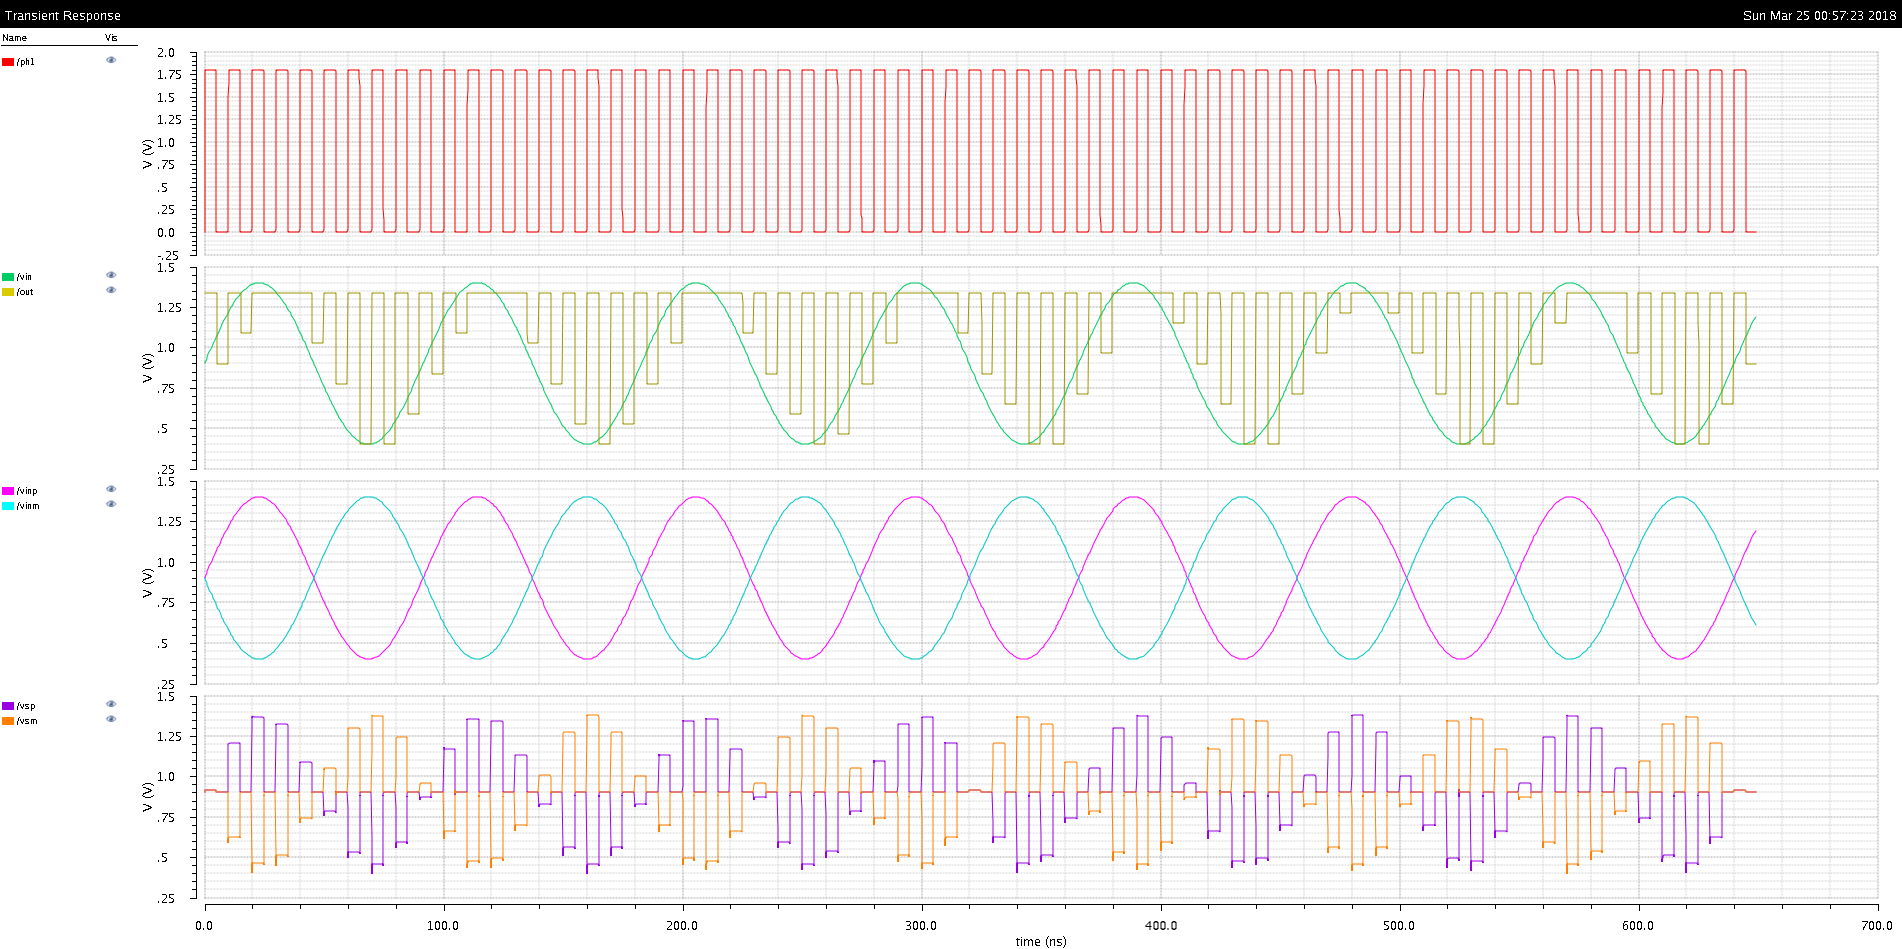 Transient Response
Sun Mar 25 00:57:23 2018
Name Vis
/ph1
2.0
1.75
1.5
1.25
1.0
.75
.5
.25
0.0
-.25
V (V)
/vin
/out
1.5
1.25
1.0
.75
.5
.25
V (V)
/vinp
/vinm
1.5
1.25
1.0
.75
.5
.25
V (V)
/vsp
/vsm
1.5
1.25
1.0
.75
.5
.25
V (V)
0.0 100.0 200.0 300.0 400.0 500.0 600.0 700.0
time (ns)